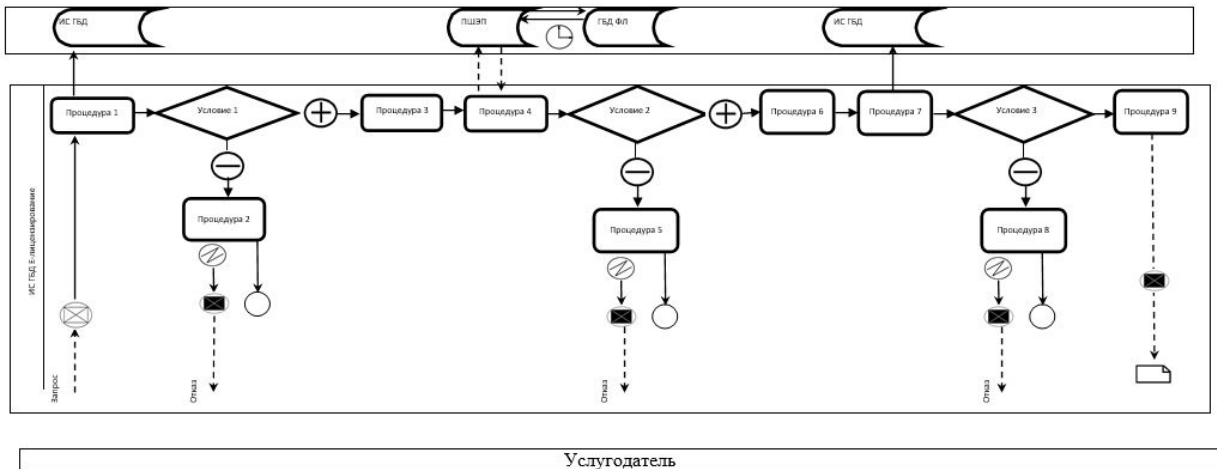 ИС ГБД
ПШЭП
ГБД ФЛ
ИС ГБД
Процедура 1
Условие 1
Процедура 3
Процедура 4
Условие 2
Процедура 6
Процедура 7
Условие 3
Процедура 9
Процедура 2
Процедура 5
Процедура 8
ИС ГБД Е-лицензирование
Запрос
Отказ
Отказ
Отказ
Услугодатель